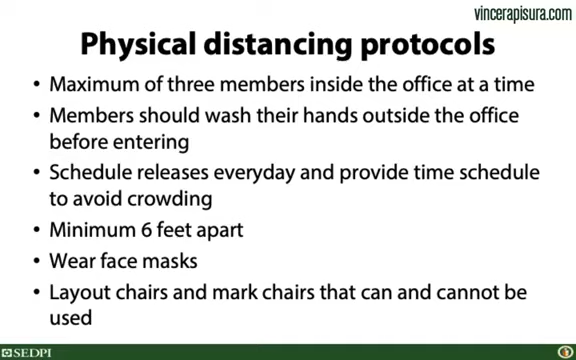 vincerapisura.com
Physical distancing protocols
• Maximum of three members inside the office at a time
• Members should wash their hands outside the office
before entering
• Schedule releases everyday and provide time schedule
to avoid crowding
• Minimum 6 feet apart
• Wear face masks
• Layout chairs and mark chairs that can and cannot be
used
SEDPI